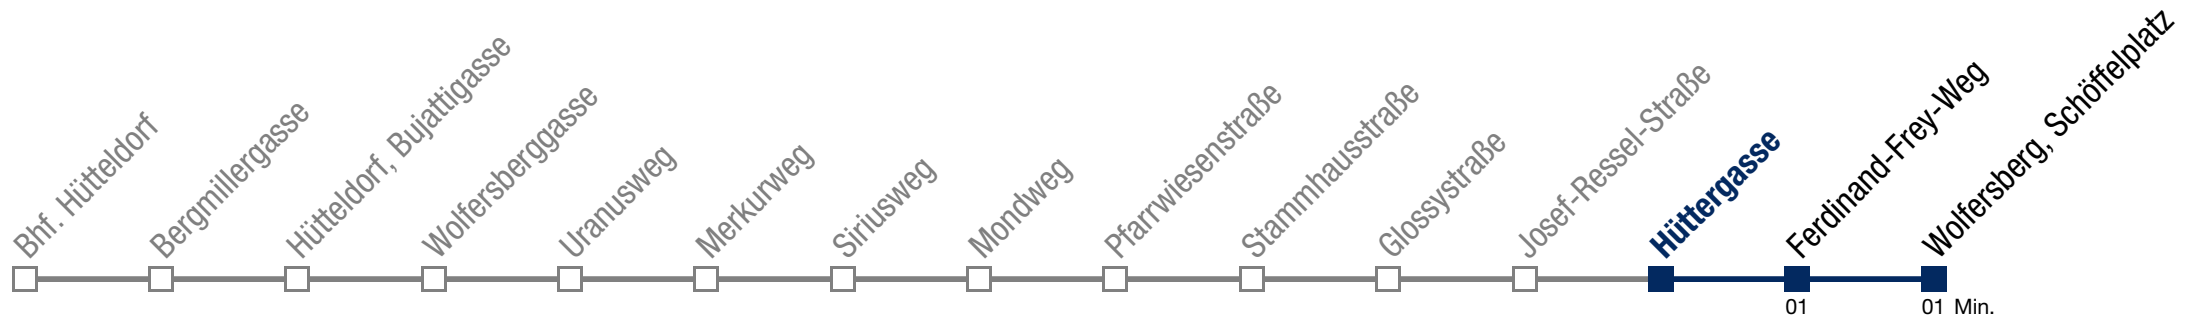 Bhf. Hütteldorf
Bergmillergasse
Hütteldorf, Bujattigasse
Wolfersberggasse
Uranusweg
Merkurweg
Siriusweg
Mondweg
Pfarrwiesenstraße
Stammhausstraße
Glossystraße
Josef-Ressel-Straße
Hüttergasse
Ferdinand-Frey-Weg
Wolfersberg, Schöffelplatz
01
01 Min.